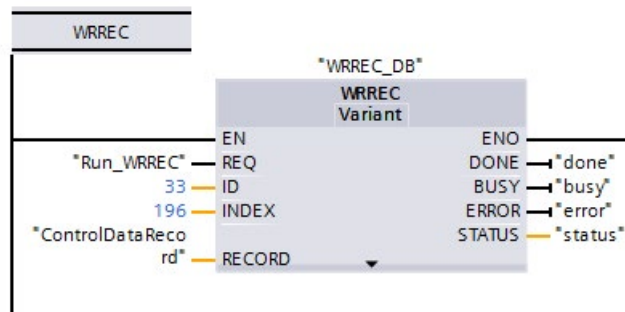 WRREC
"WRREC_DB"
WRREC
Variant
EN ENO
"Run_WRREC" REQ DONE "done"
33 ID BUSY "busy"
196 INDEX ERROR "error"
"ControlDataReco STATUS "status"
rd" RECORD